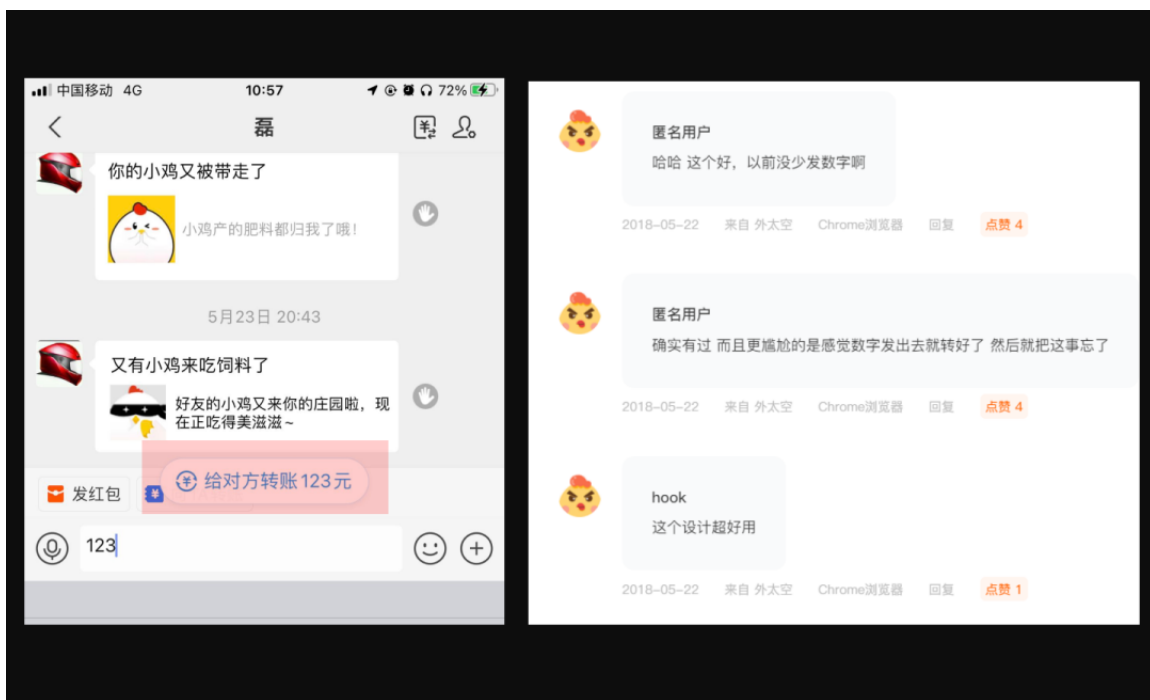 中国移动 4G 10:57 72%
磊
你的小鸡又被带走了
小鸡产的肥料都归我了哦!
5月23日 20:43
又有小鸡来吃饲料了
好友的小鸡又来你的庄园啦,现
在正吃得美滋滋~
给对方转账123元
发红包
123
匿名用户
哈哈 这个好,以前没少发数字啊
2018-05-22 来自 外太空 Chrome浏览器 回复 点赞 4
匿名用户
确实有过 而且更尴尬的是感觉数字发出去就转好了 然后就把这事忘了
2018-05-22 来自 外太空 Chrome浏览器 回复 点赞 4
hook
这个设计超好用
2018-05-22 来自 外太空 Chrome浏览器 回复 点赞 1